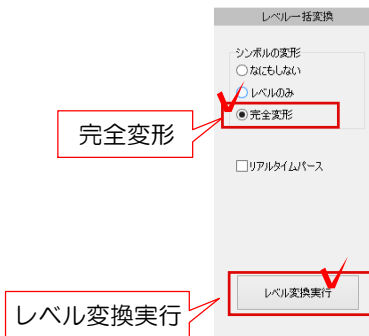 レベル一括変換
シンボルの変形
なにもしない
レベルのみ
完全変形
完全変形
リアルタイムパース
レベル変換実行
レベル変換実行